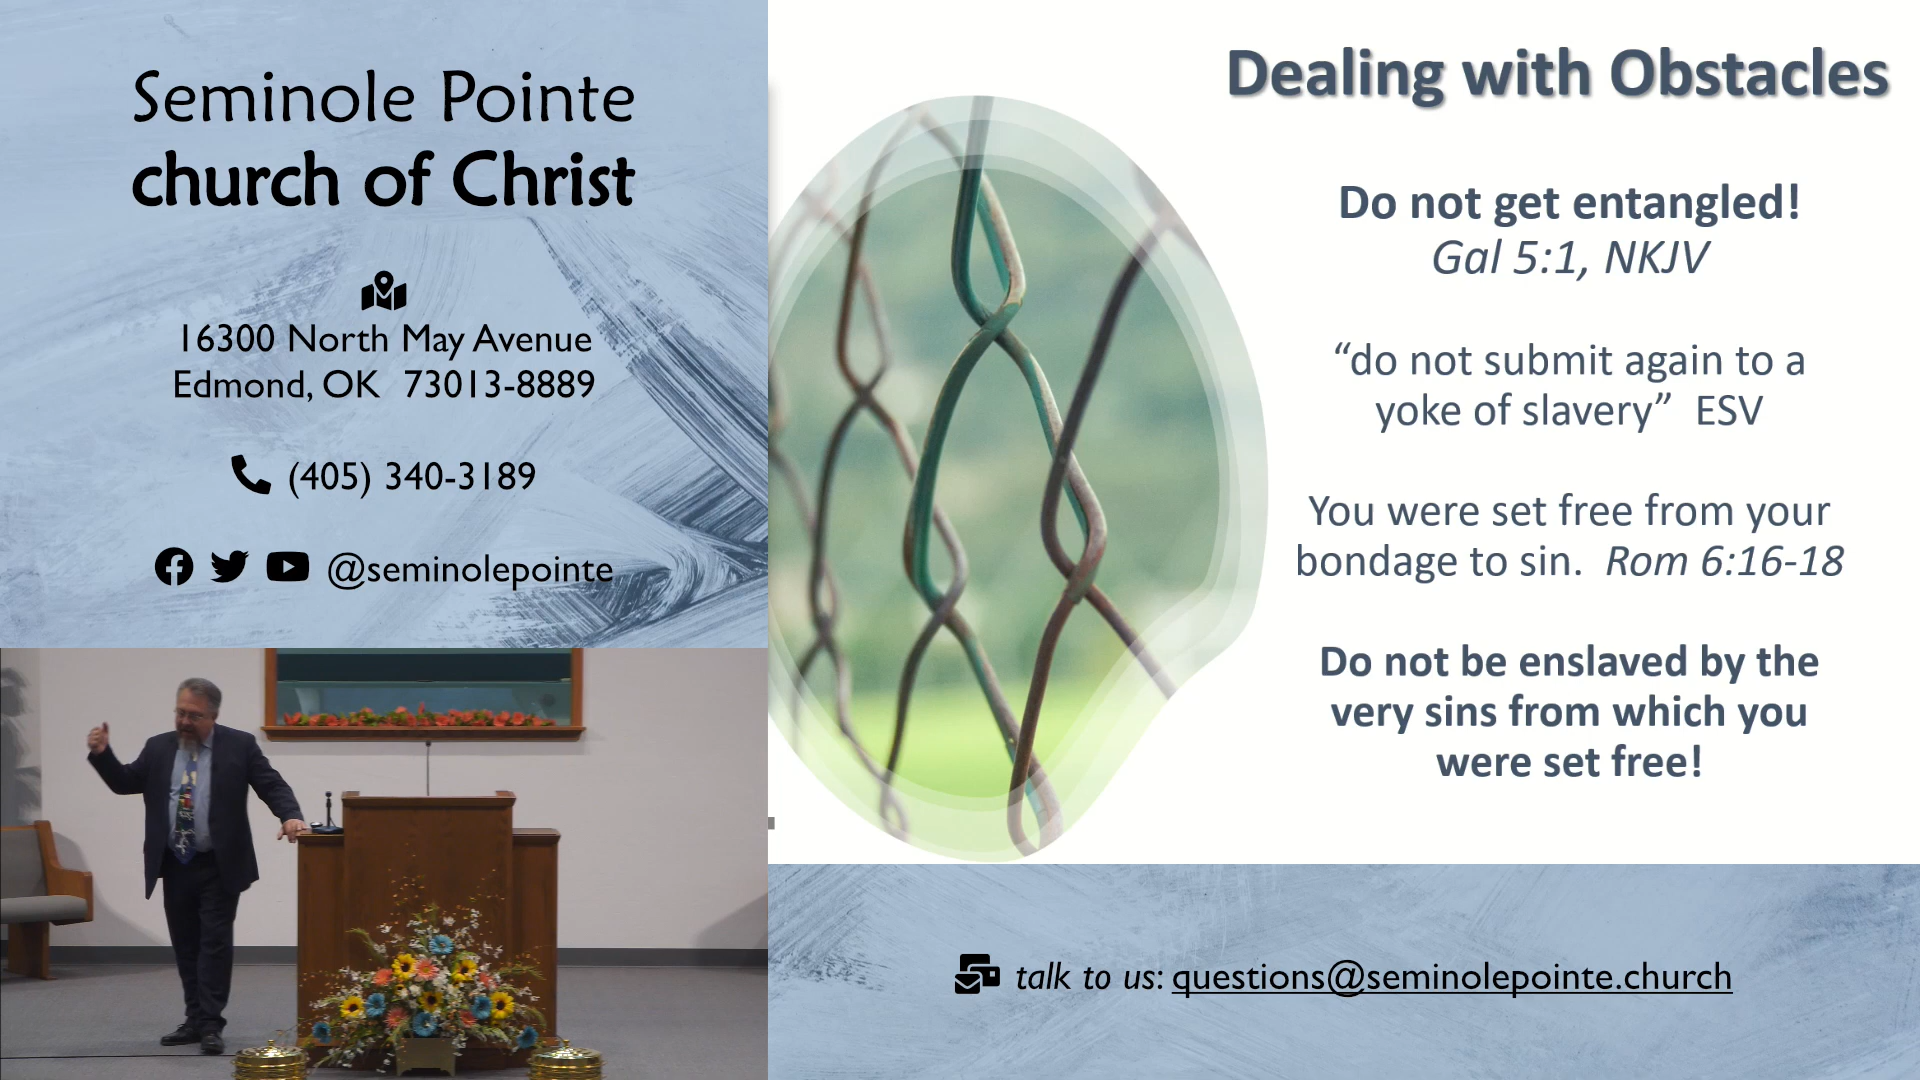 Seminole Pointe
church of Christ
16300 North May Avenue
Edmond, OK  73013-8889
(405) 340-3189
@seminolepointe
Dealing with Obstacles
Do not get entangled!
Gal 5:1, NKJV
“do not submit again to a
yoke of slavery”  ESV
You were set free from your
bondage to sin.  Rom 6:16-18
Do not be enslaved by the
very sins from which you
were set free!
talk to us: questions@seminolepointe.church